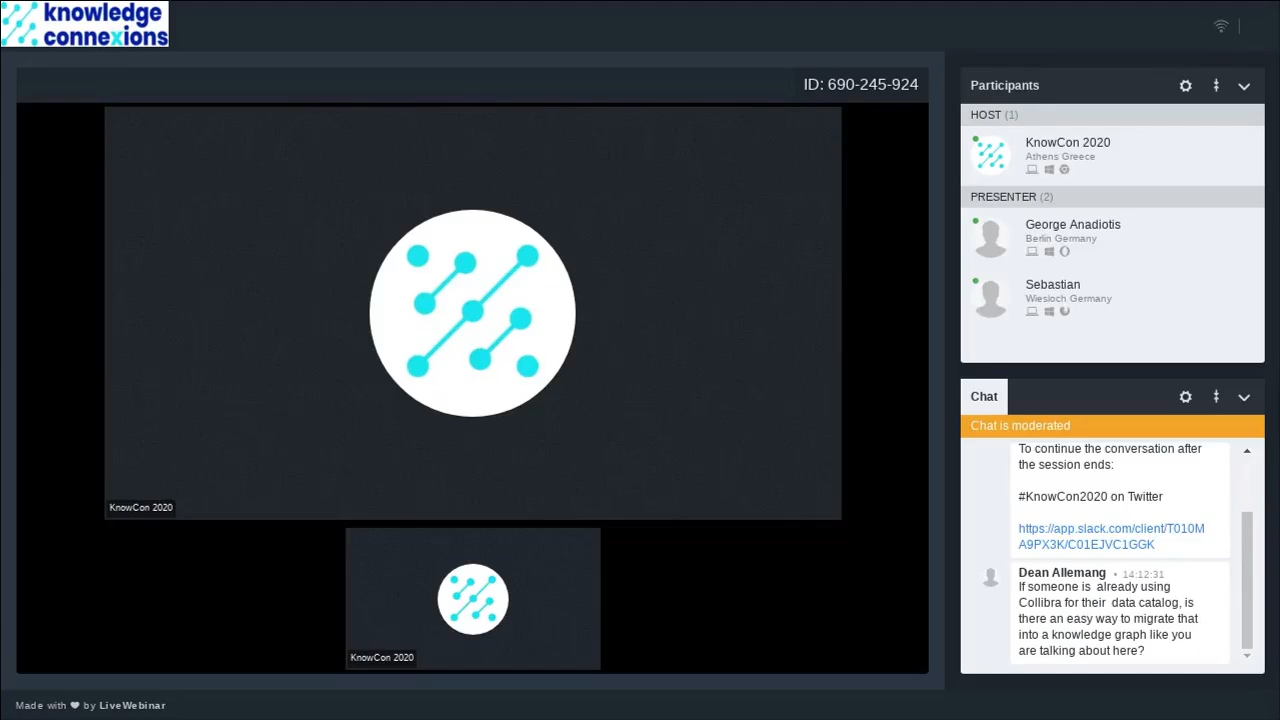 knowledge
connexions
ID: 690-245-924
KnowCon 2020
KnowCon 2020
Participants
HOST (1)
KnowCon 2020
Athens Greece
PRESENTER (2)
George Anadiotis
Berlin Germany
Sebastian
Wiesloch Germany
Chat
Chat is moderated
To continue the conversation after
the session ends:
#KnowCon2020 on Twitter
https://app.slack.com/client/T010M
A9PX3K/C01EJVC1GGK
Dean Allemang • 14:12:31
If someone is already using
Collibra for their data catalog, is
there an easy way to migrate that
into a knowledge graph like you
are talking about here?
Made with ❤ by LiveWebinar